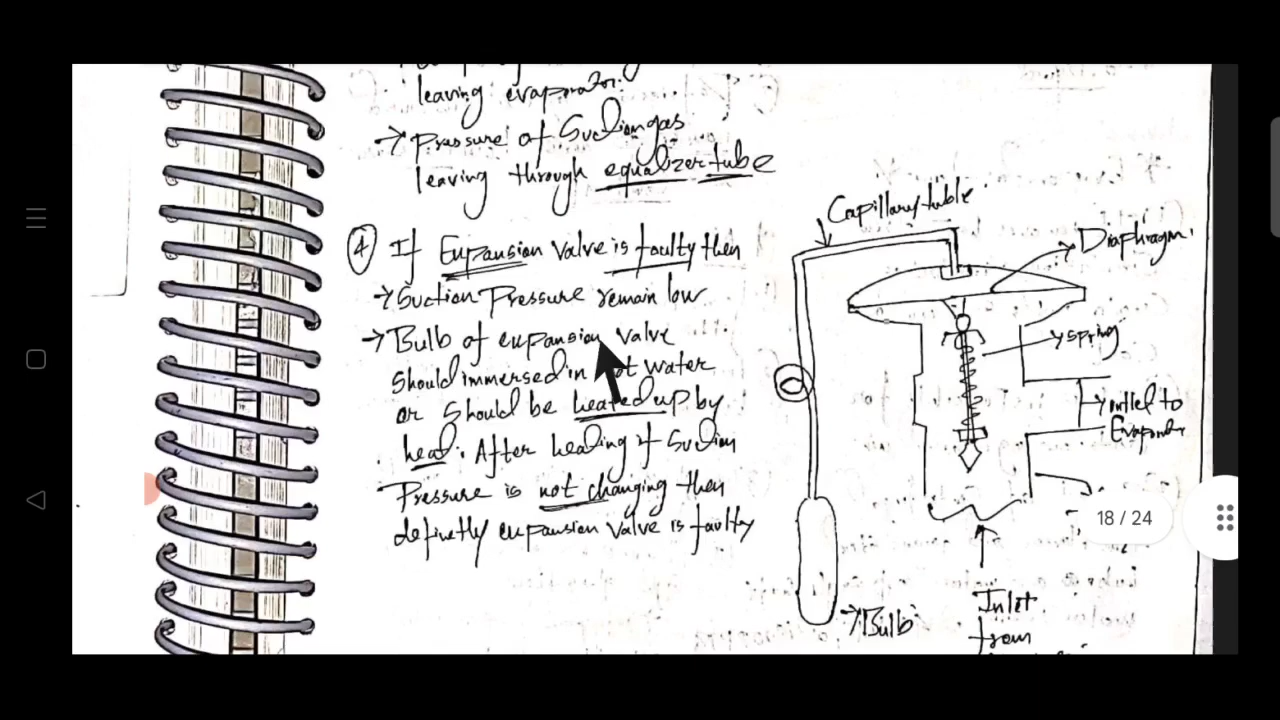 leaving evaporator.
→ Pressure of Suction gas
leaving through equalizer tube
④ If Expansion valve is faulty then
→ Suction Pressure remain low
→ Bulb of expansion valve
should immersed in hot water
or should be heated up by
heat. After heating if Suction
Pressure is not changing then
definetly expansion valve is faulty
Capillary tube
Diaphragm
spring
inlet to
Evaporator
18 / 24
→ Bulb
Inlet
from